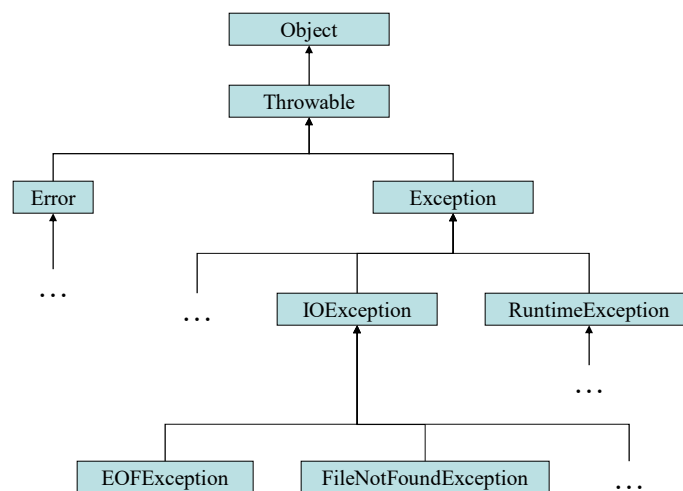 Object
Throwable
Error
Exception
...
...
IOException
RuntimeException
...
EOFException
FileNotFoundException
...